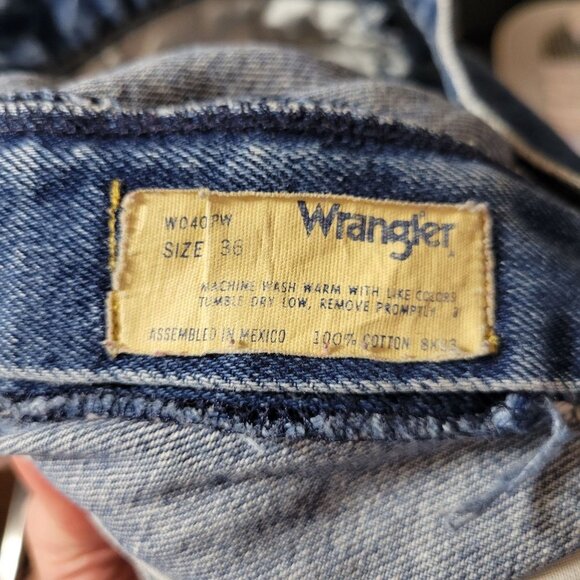 W040PW
Wrangler
SIZE 36
MACHINE WASH WARM WITH LIKE COLORS
TUMBLE DRY LOW, REMOVE PROMPTLY
ASSEMBLED IN MEXICO 100% COTTON